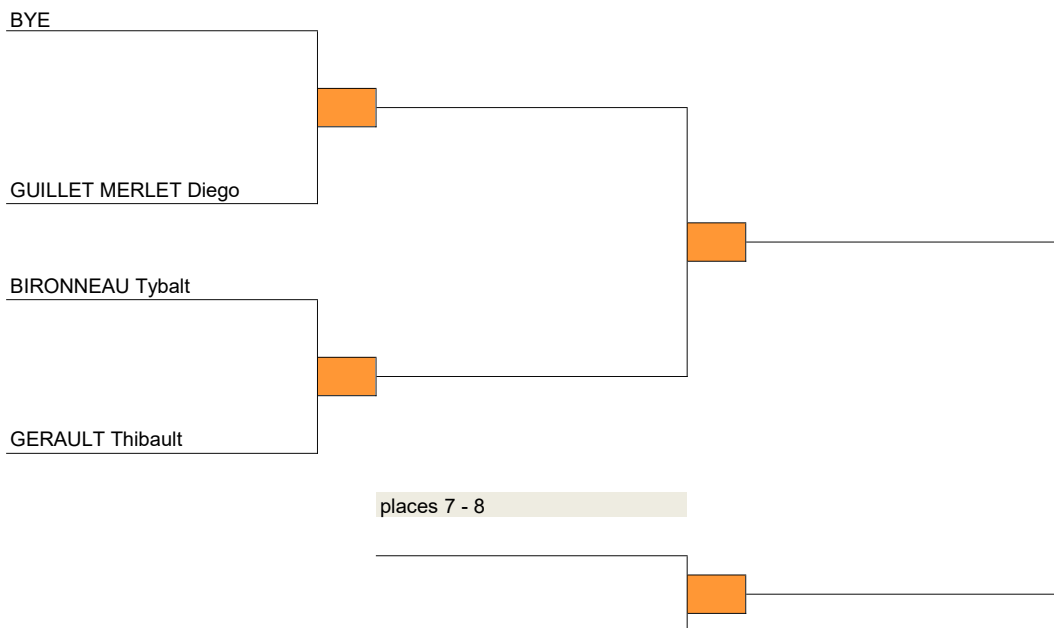 BYE
GUILLET MERLET Diego
BIRONNEAU Tybalt
GERAULT Thibault
places 7 - 8